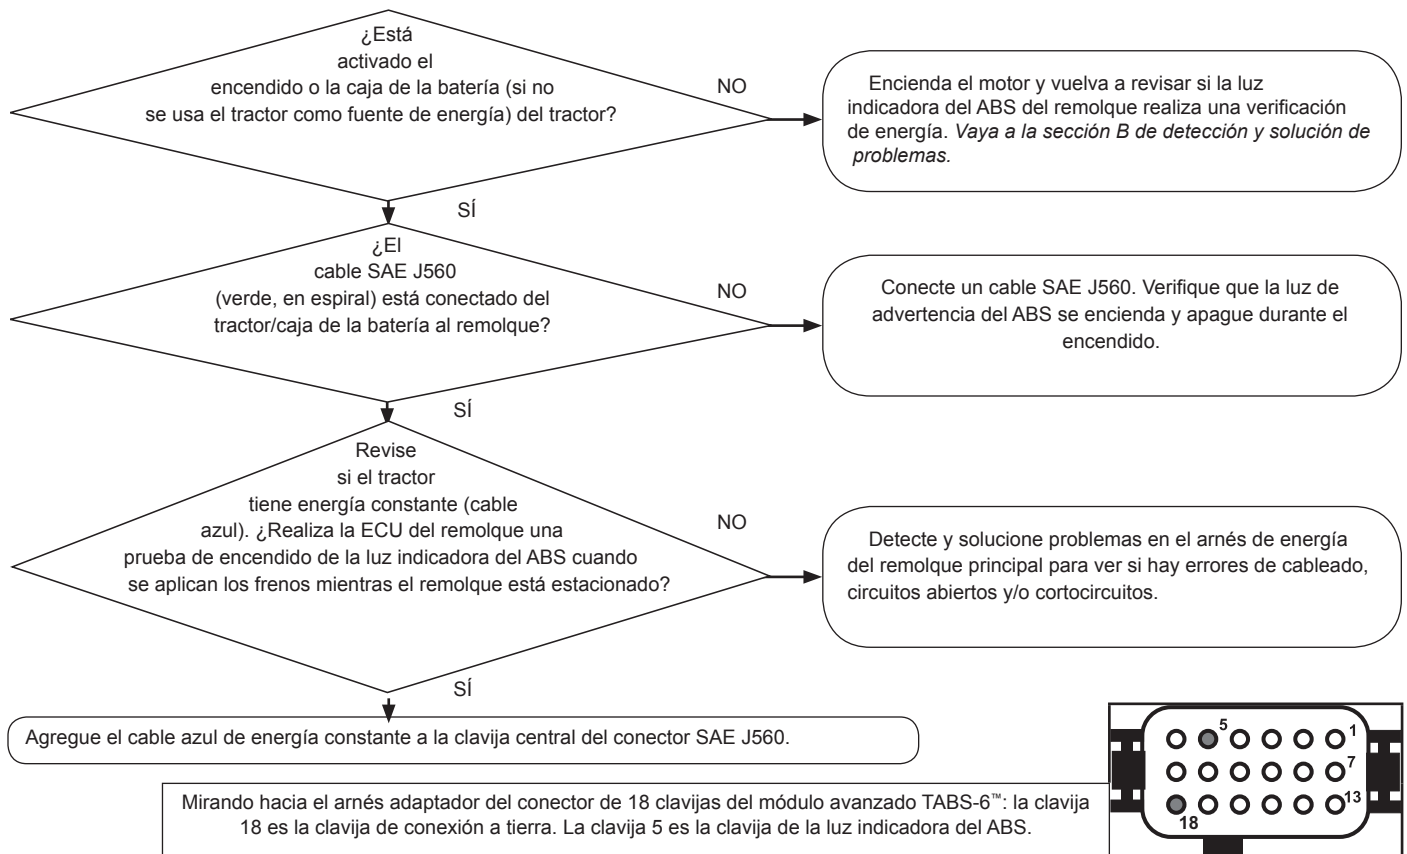 ¿Está
activado el
encendido o la caja de la batería (si no
se usa el tractor como fuente de energía) del tractor?
NO
Encienda el motor y vuelva a revisar si la luz
indicadora del ABS del remolque realiza una verificación
de energía. Vaya a la sección B de detección y solución de
problemas.
SÍ
¿El
cable SAE J560
(verde, en espiral) está conectado del
tractor/caja de la batería al remolque?
NO
Conecte un cable SAE J560. Verifique que la luz de
advertencia del ABS se encienda y apague durante el
encendido.
SÍ
Revise
si el tractor
tiene energía constante (cable
azul). ¿Realiza la ECU del remolque una
prueba de encendido de la luz indicadora del ABS cuando
se aplican los frenos mientras el remolque está estacionado?
NO
Detecte y solucione problemas en el arnés de energía
del remolque principal para ver si hay errores de cableado,
circuitos abiertos y/o cortocircuitos.
SÍ
Agregue el cable azul de energía constante a la clavija central del conector SAE J560.
Mirando hacia el arnés adaptador del conector de 18 clavijas del módulo avanzado TABS-6™: la clavija
18 es la clavija de conexión a tierra. La clavija 5 es la clavija de la luz indicadora del ABS.
5
1
7
13
18